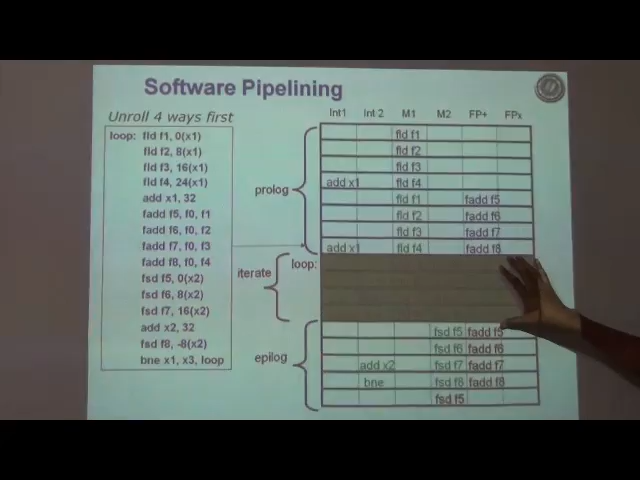 Software Pipelining
Unroll 4 ways first
loop: fld f1, 0(x1)
fld f2, 8(x1)
fld f3, 16(x1)
fld f4, 24(x1)
add x1, 32
fadd f5, f0, f1
fadd f6, f0, f2
fadd f7, f0, f3
fadd f8, f0, f4
fsd f5, 0(x2)
fsd f6, 8(x2)
fsd f7, 16(x2)
add x2, 32
fsd f8, -8(x2)
bne x1, x3, loop
Int1 Int 2 M1 M2 FP+ FPx
prolog
fld f1
fld f2
fld f3
add x1 fld f4
fld f1 fadd f5
fld f2 fadd f6
fld f3 fadd f7
add x1 fld f4 fadd f8
iterate
loop:
epilog
fsd f5 fadd f5
fsd f6 fadd f6
add x2 fsd f7 fadd f7
bne fsd f8 fadd f8
fsd f5